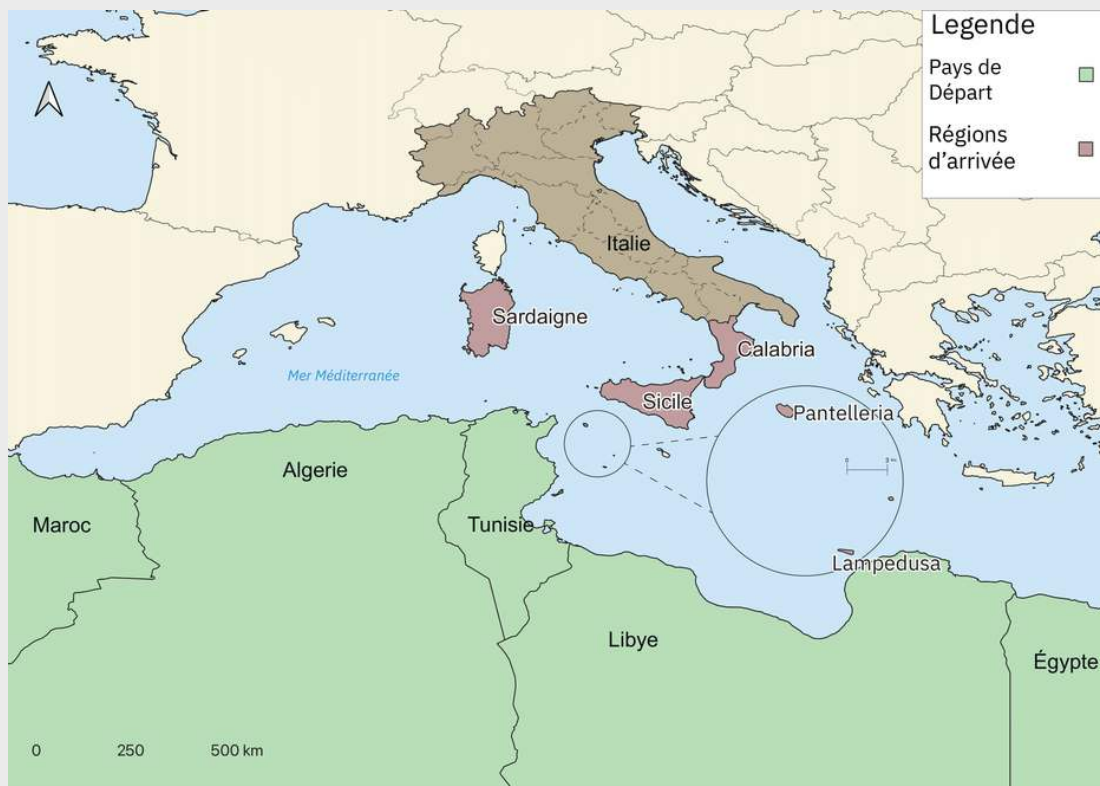 Legende
Pays de
Départ
Régions
d'arrivée
Italie
Sardaigne
Calabria
Mer Méditerranée
Sicile
Pantelleria
Algerie
Maroc
Tunisie
Lampedusa
Libye
Égypte
0 250 500 km